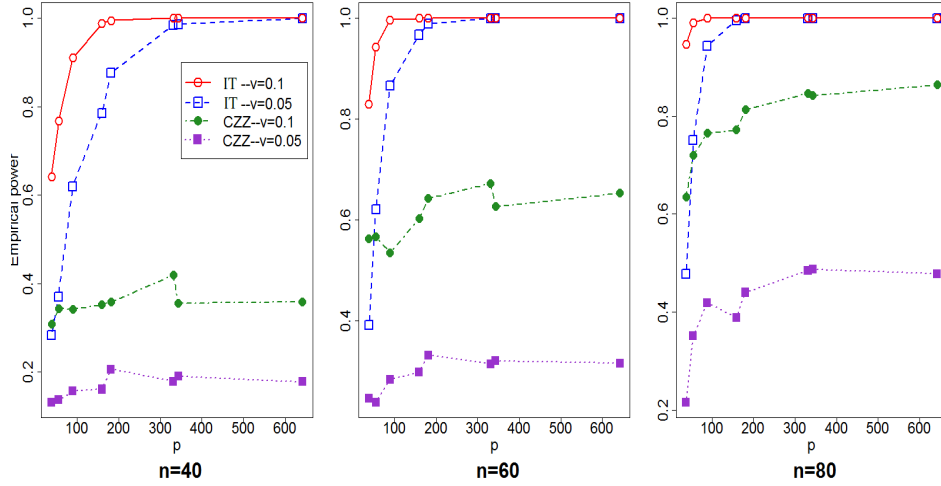 Empirical power
0.2 0.4 0.6 0.8 1.0
IT --v=0.1
IT --v=0.05
CZZ--v=0.1
CZZ--v=0.05
100 200 300 400 500 600
p
n=40
0.4 0.6 0.8 1.0
100 200 300 400 500 600
p
n=60
0.2 0.4 0.6 0.8 1.0
100 200 300 400 500 600
p
n=80